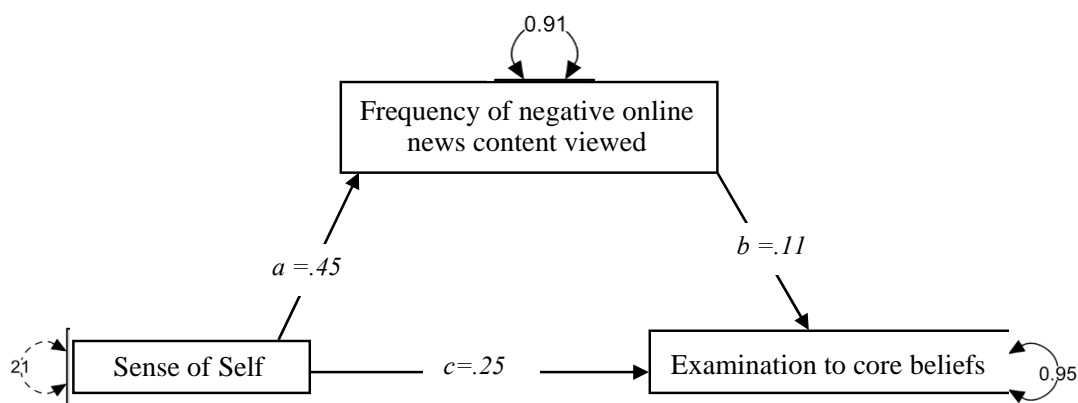 0.91
Frequency of negative online
news content viewed
b =.11
a =.45
21
Sense of Self
c=.25
Examination to core beliefs
0.95